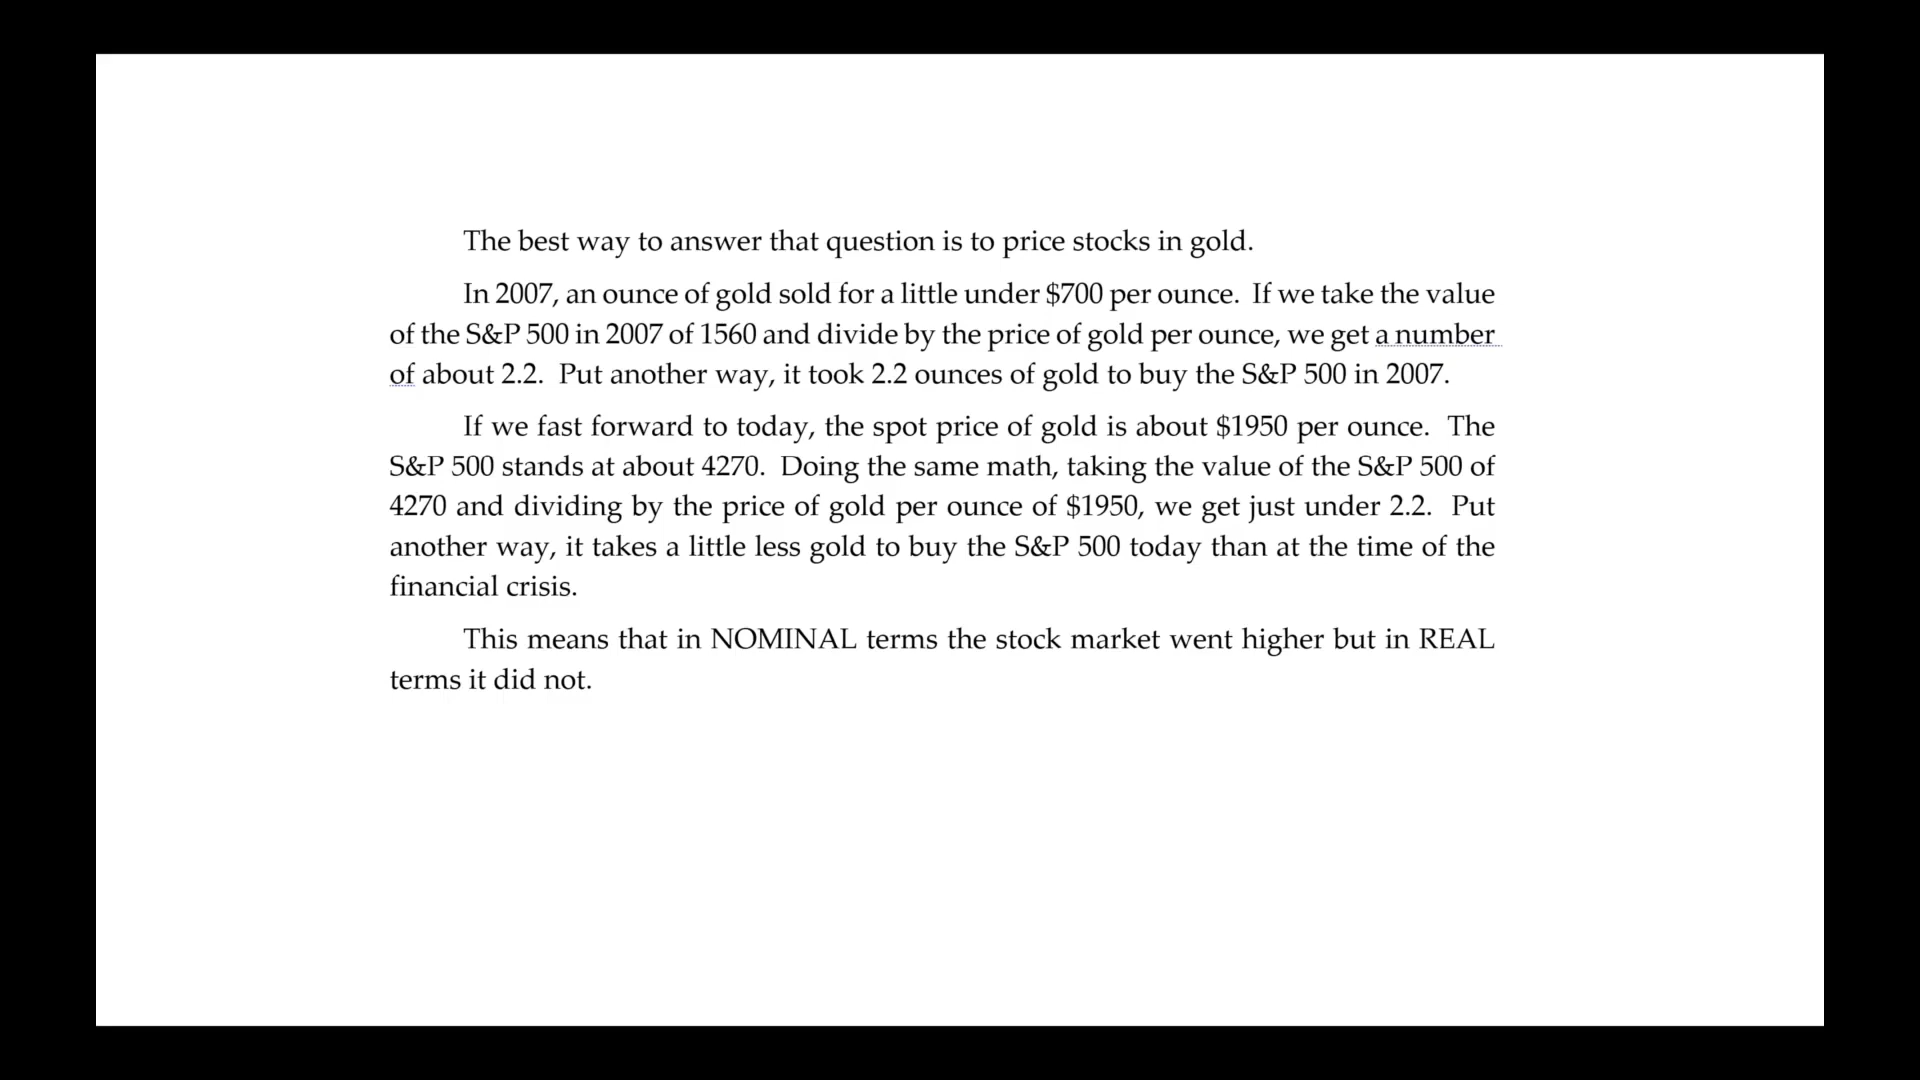 The best way to answer that question is to price stocks in gold.
In 2007, an ounce of gold sold for a little under $700 per ounce.  If we take the value
of the S&P 500 in 2007 of 1560 and divide by the price of gold per ounce, we get a number
of about 2.2.  Put another way, it took 2.2 ounces of gold to buy the S&P 500 in 2007.
If we fast forward to today, the spot price of gold is about $1950 per ounce.  The
S&P 500 stands at about 4270.  Doing the same math, taking the value of the S&P 500 of
4270 and dividing by the price of gold per ounce of $1950, we get just under 2.2.  Put
another way, it takes a little less gold to buy the S&P 500 today than at the time of the
financial crisis.
This means that in NOMINAL terms the stock market went higher but in REAL
terms it did not.